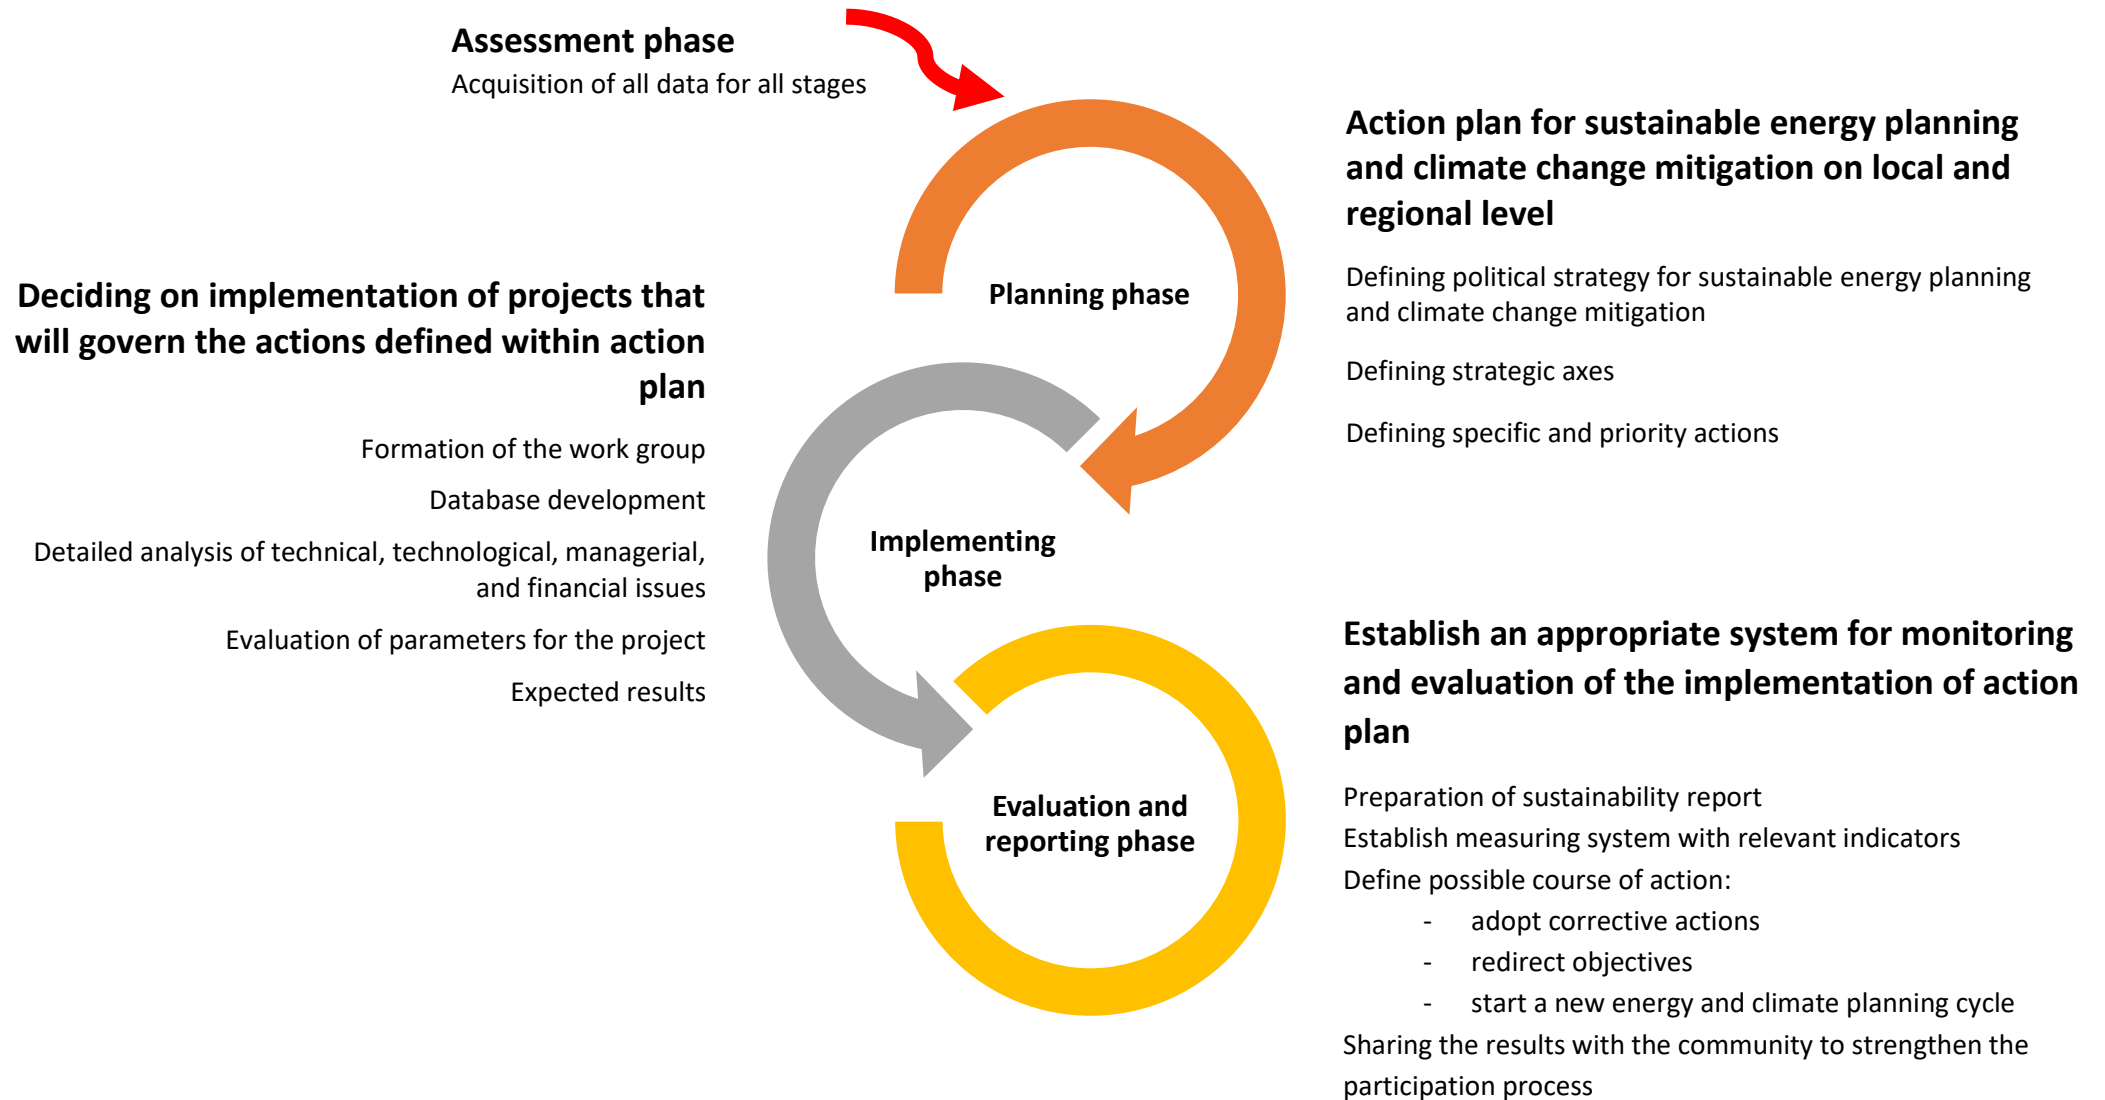 Assessment phase
Acquisition of all data for all stages
Planning phase
Action plan for sustainable energy planning
and climate change mitigation on local and
regional level
Defining political strategy for sustainable energy planning
and climate change mitigation
Defining strategic axes
Defining specific and priority actions
Deciding on implementation of projects that
will govern the actions defined within action
plan
Formation of the work group
Database development
Detailed analysis of technical, technological, managerial,
and financial issues
Evaluation of parameters for the project
Expected results
Implementing
phase
Evaluation and
reporting phase
Establish an appropriate system for monitoring
and evaluation of the implementation of action
plan
Preparation of sustainability report
Establish measuring system with relevant indicators
Define possible course of action:
- adopt corrective actions
- redirect objectives
- start a new energy and climate planning cycle
Sharing the results with the community to strengthen the
participation process